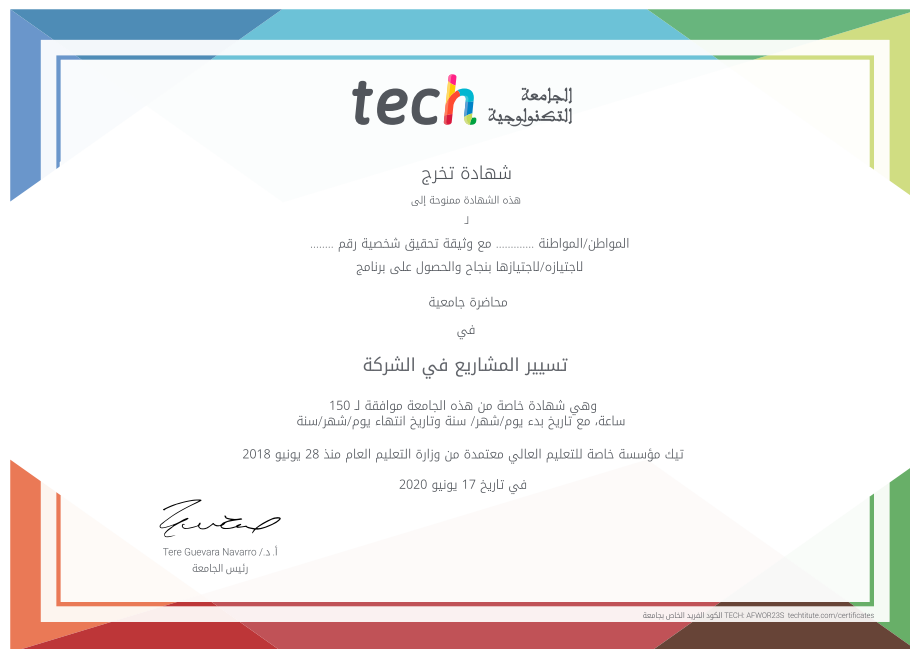 tech الجامعة
التكنولوجية
شهادة تخرج
هذه الشهادة ممنوحة إلى
لـ
المواطن/المواطنة ............ مع وثيقة تحقيق شخصية رقم ........
لاجتيازه/لاجتيازها بنجاح والحصول على برنامج
محاضرة جامعية
في
تسيير المشاريع في الشركة
وهي شهادة خاصة من هذه الجامعة موافقة لـ 150
ساعة، مع تاريخ بدء يوم/شهر/ سنة وتاريخ انتهاء يوم/شهر/سنة
تيك مؤسسة خاصة للتعليم العالي معتمدة من وزارة التعليم العام منذ 28 يونيو 2018
في تاريخ 17 يونيو 2020
أ. د./ Tere Guevara Navarro
رئيس الجامعة
الكود الفريد الخاص بجامعة TECH: AFWOR23S techtitute.com/certificates